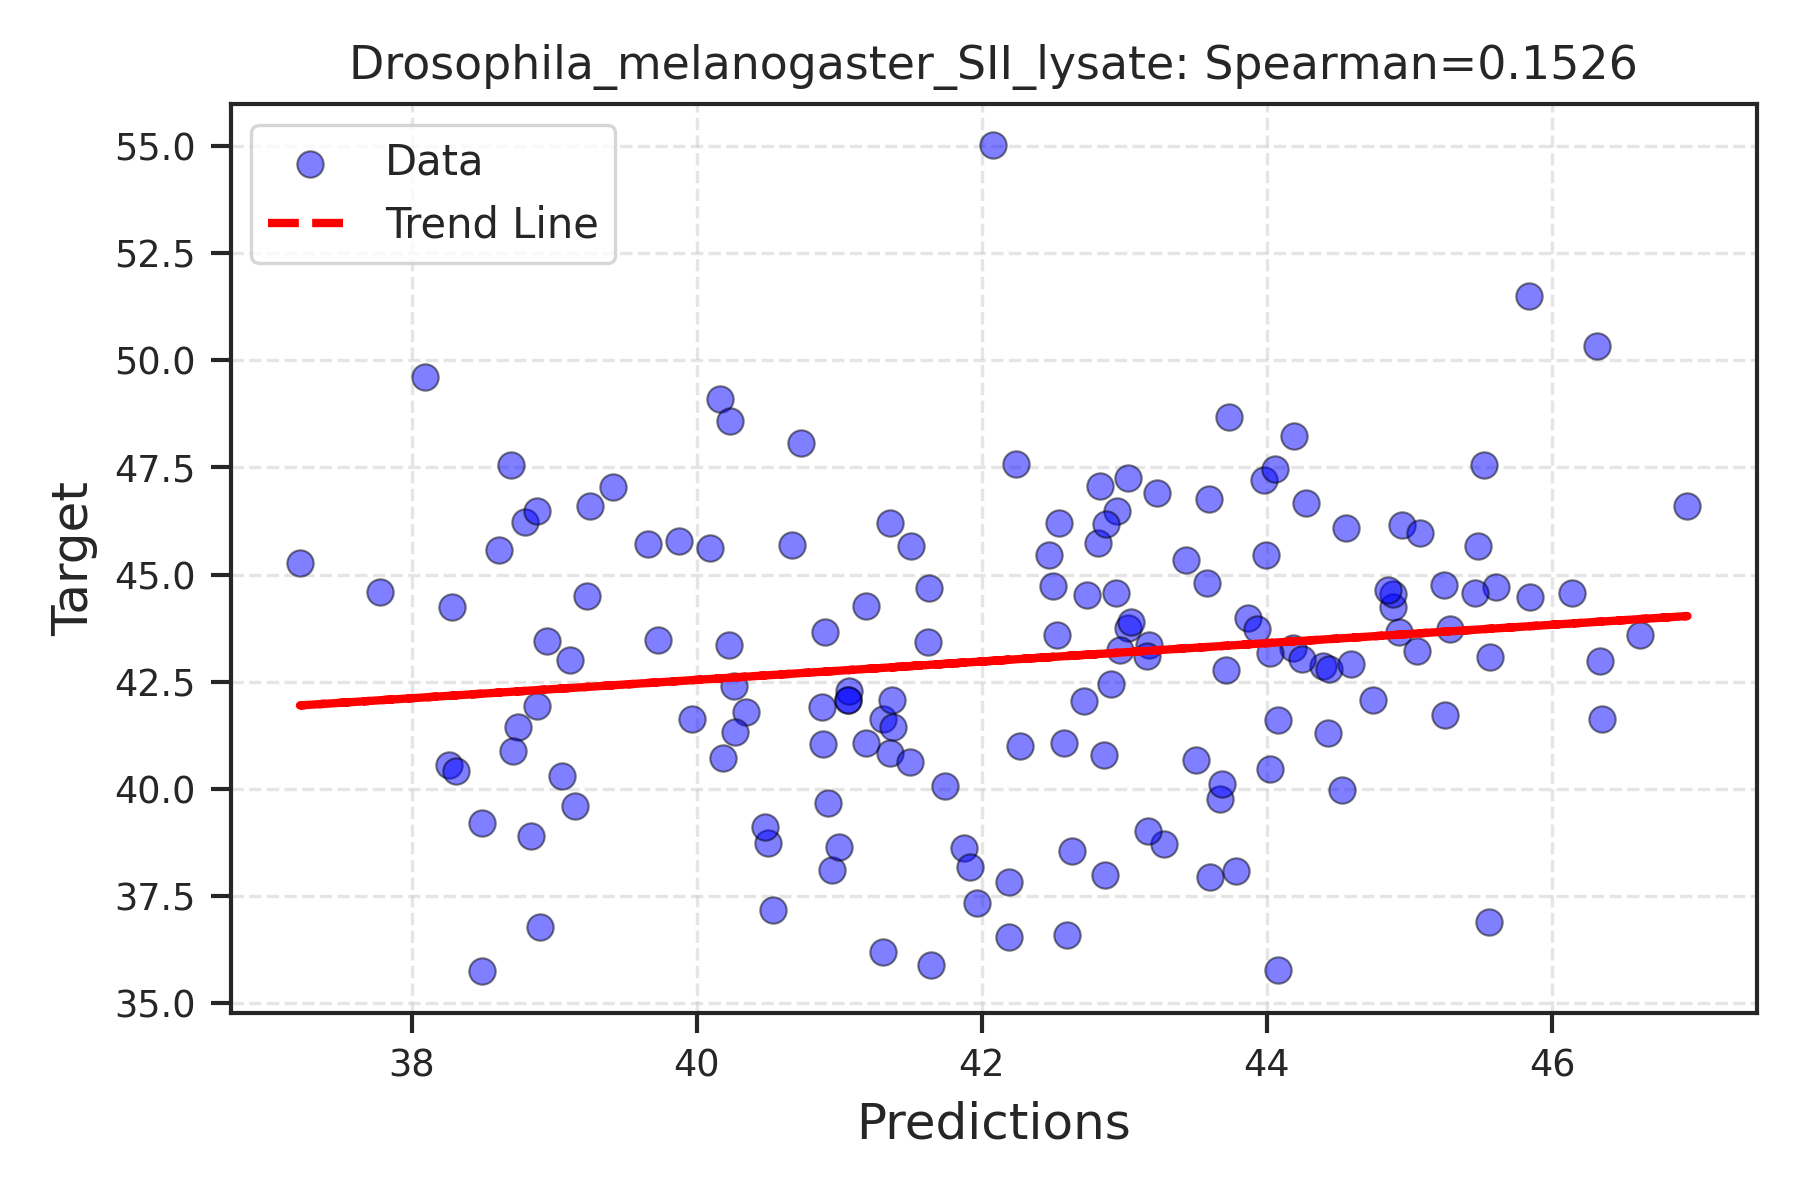 Drosophila_melanogaster_SII_lysate: Spearman=0.1526
Data
Trend Line
55.0
52.5
50.0
47.5
45.0
42.5
40.0
37.5
35.0
Target
38
40
42
44
46
Predictions